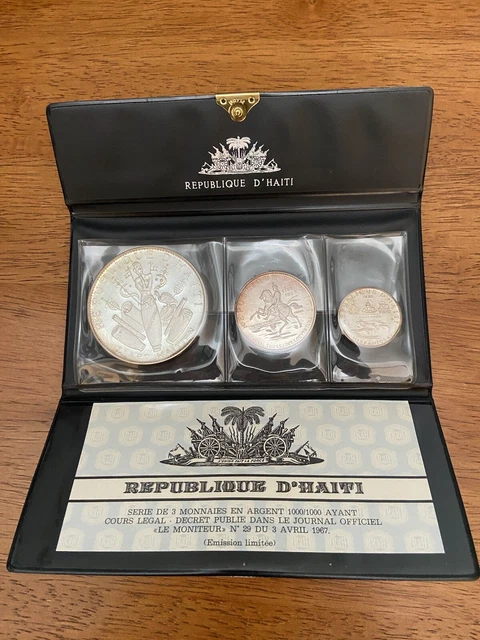 REPUBLIQUE D'HAITI
REPUBLIQUE D'HAITI
SERIE DE 3 MONNAIES EN ARGENT 1000/1000 AYANT
COURS LEGAL - DECRET PUBLIE DANS LE JOURNAL OFFICIEL
«LE MONITEUR» N° 29 DU 3 AVRIL 1967.
(Emission limitée)